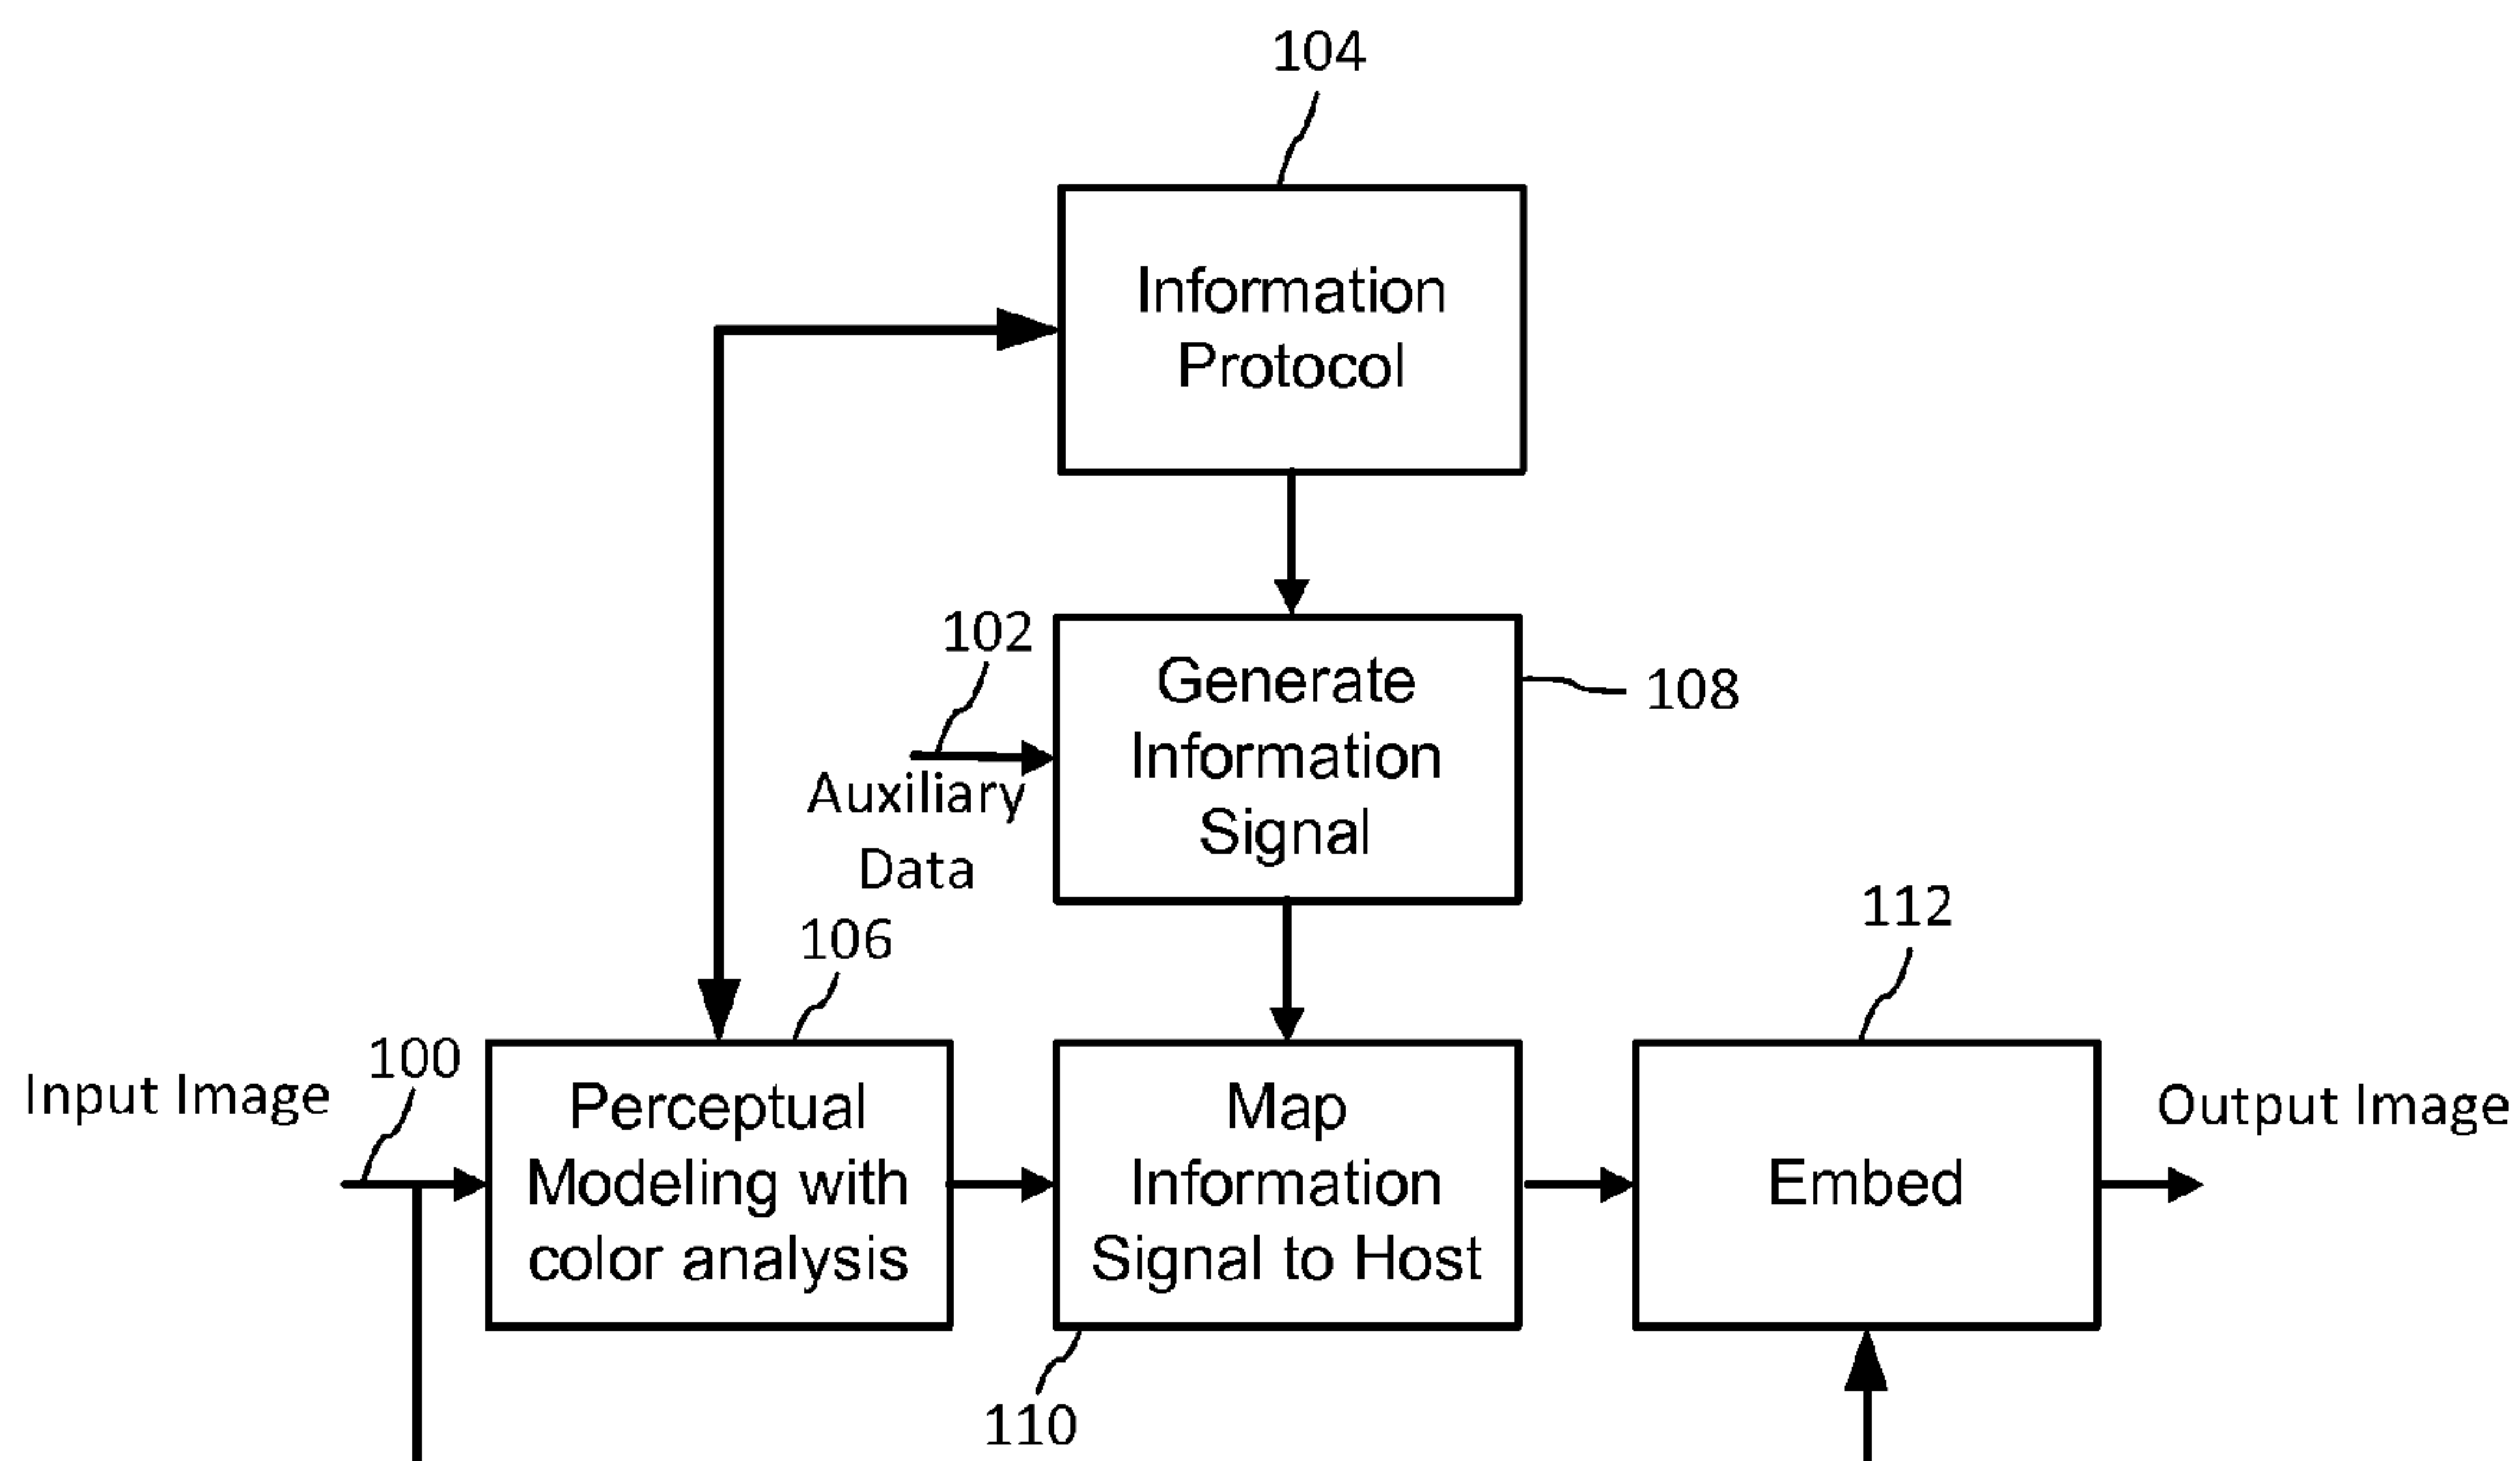 104
Information
Protocol
102
Generate
Information
Signal
108
Auxiliary
Data
106
112
Input Image
100
Perceptual
Modeling with
color analysis
Map
Information
Signal to Host
Embed
Output Image
110